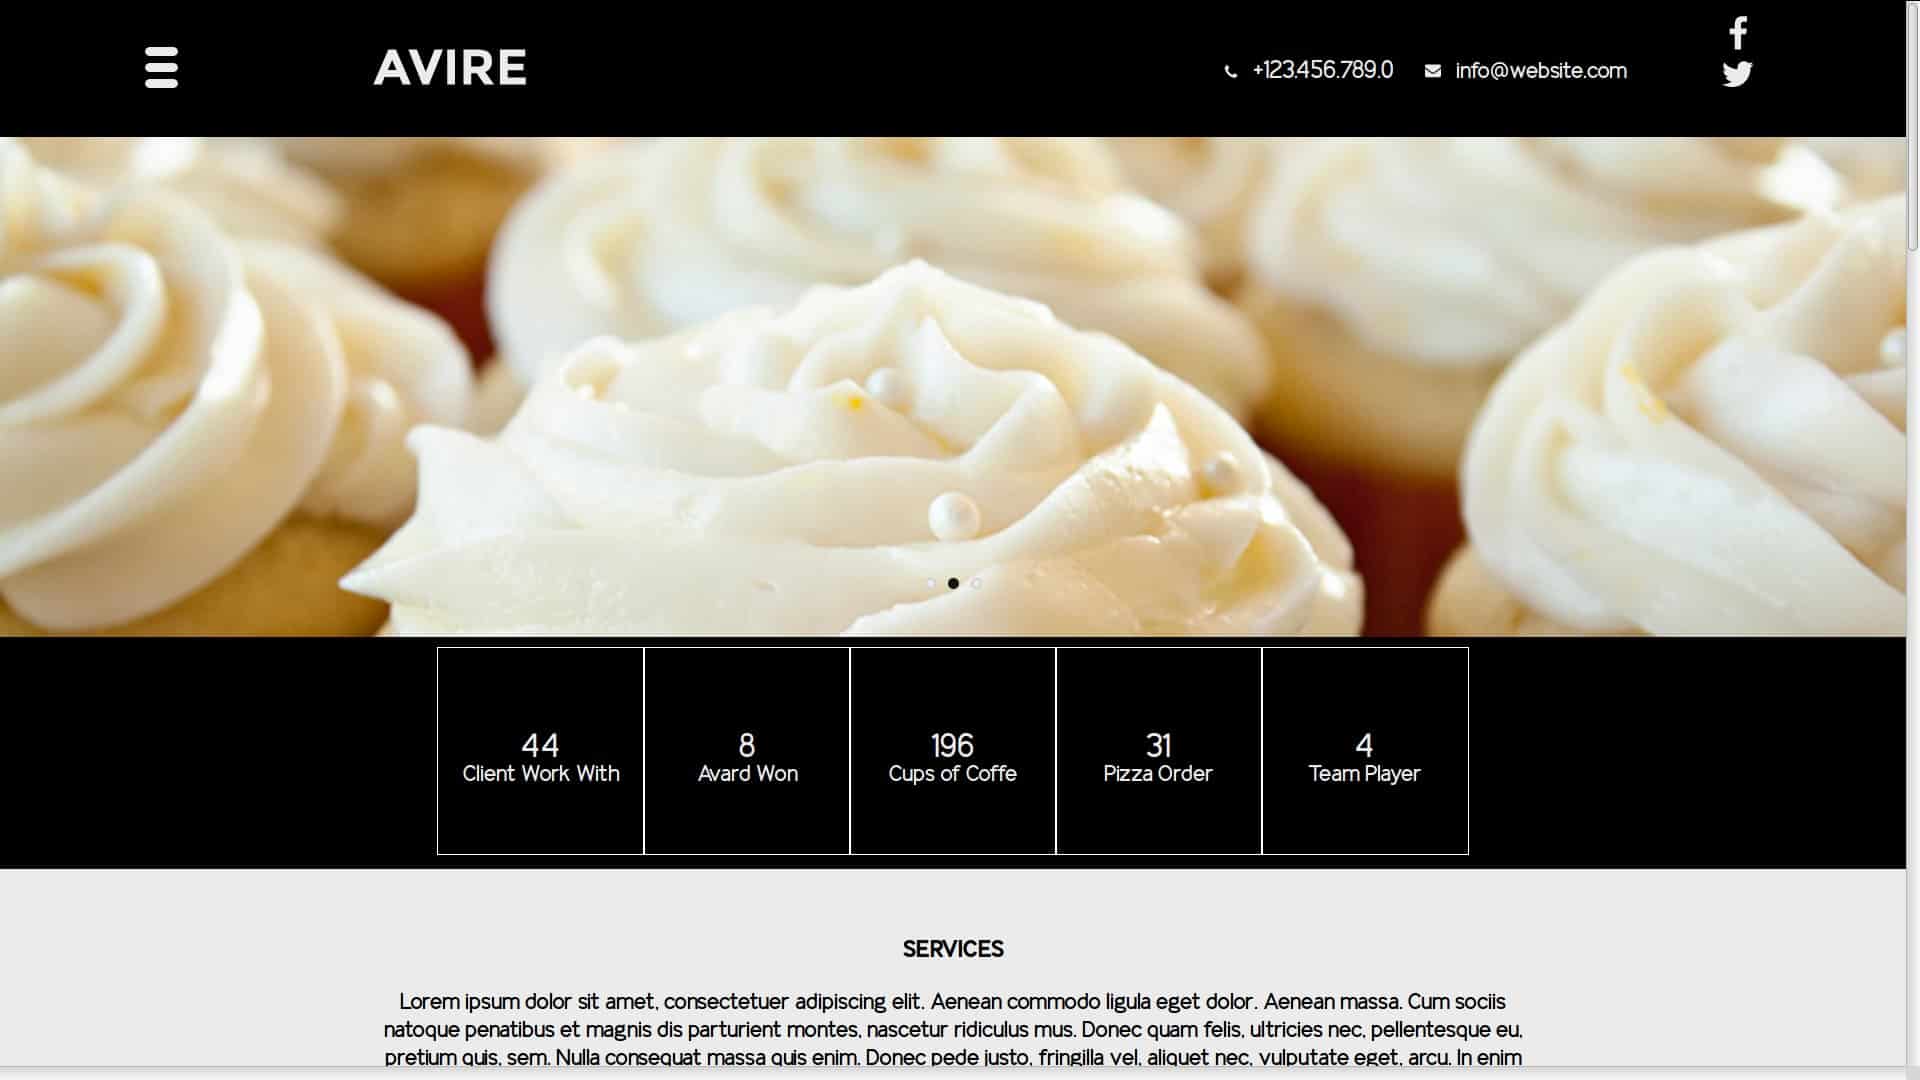 AVIRE
+123.456.789.0
info@website.com
44
Client Work With
8
Avard Won
196
Cups of Coffe
31
Pizza Order
4
Team Player
SERVICES
Lorem ipsum dolor sit amet, consectetuer adipiscing elit. Aenean commodo ligula eget dolor. Aenean massa. Cum sociis
natoque penatibus et magnis dis parturient montes, nascetur ridiculus mus. Donec quam felis, ultricies nec, pellentesque eu,
pretium quis, sem. Nulla consequat massa quis enim. Donec pede justo, fringilla vel, aliquet nec, vulputate eget, arcu. In enim